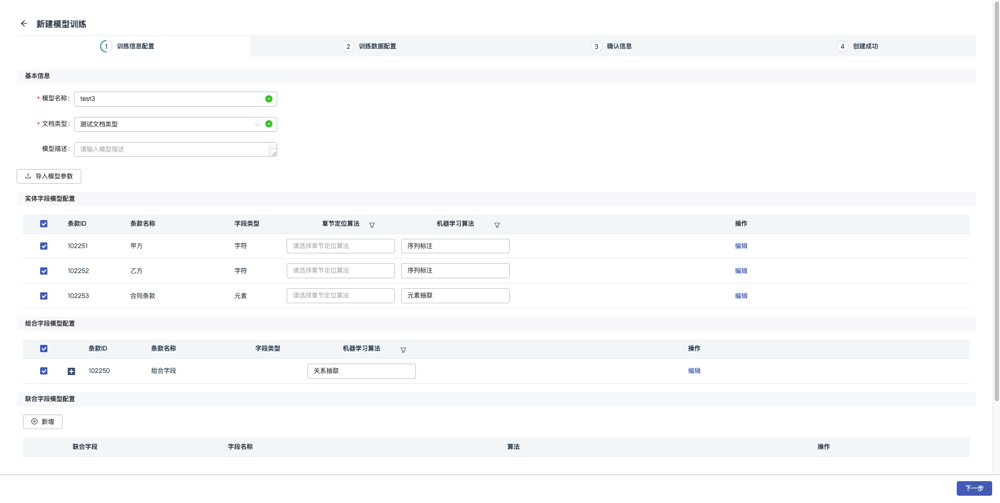 新建模型训练
1 训练信息配置 2 训练数据配置 3 确认信息 4 创建成功
基本信息
* 模型名称: test3
* 文档类型: 测试文档类型
模型描述: 请输入模型描述
导入模型参数
实体字段模型配置
条款ID 条款名称 字段类型 章节定位算法 机器学习算法 操作
102251 甲方 字符 请选择章节定位算法 序列标注 编辑
102252 乙方 字符 请选择章节定位算法 序列标注 编辑
102253 合同条款 元素 请选择章节定位算法 元素抽取 编辑
组合字段模型配置
条款ID 条款名称 字段类型 机器学习算法 操作
102250 组合字段 关系抽取 编辑
联合字段模型配置
新增
联合字段 字段名称 算法 操作
下一步